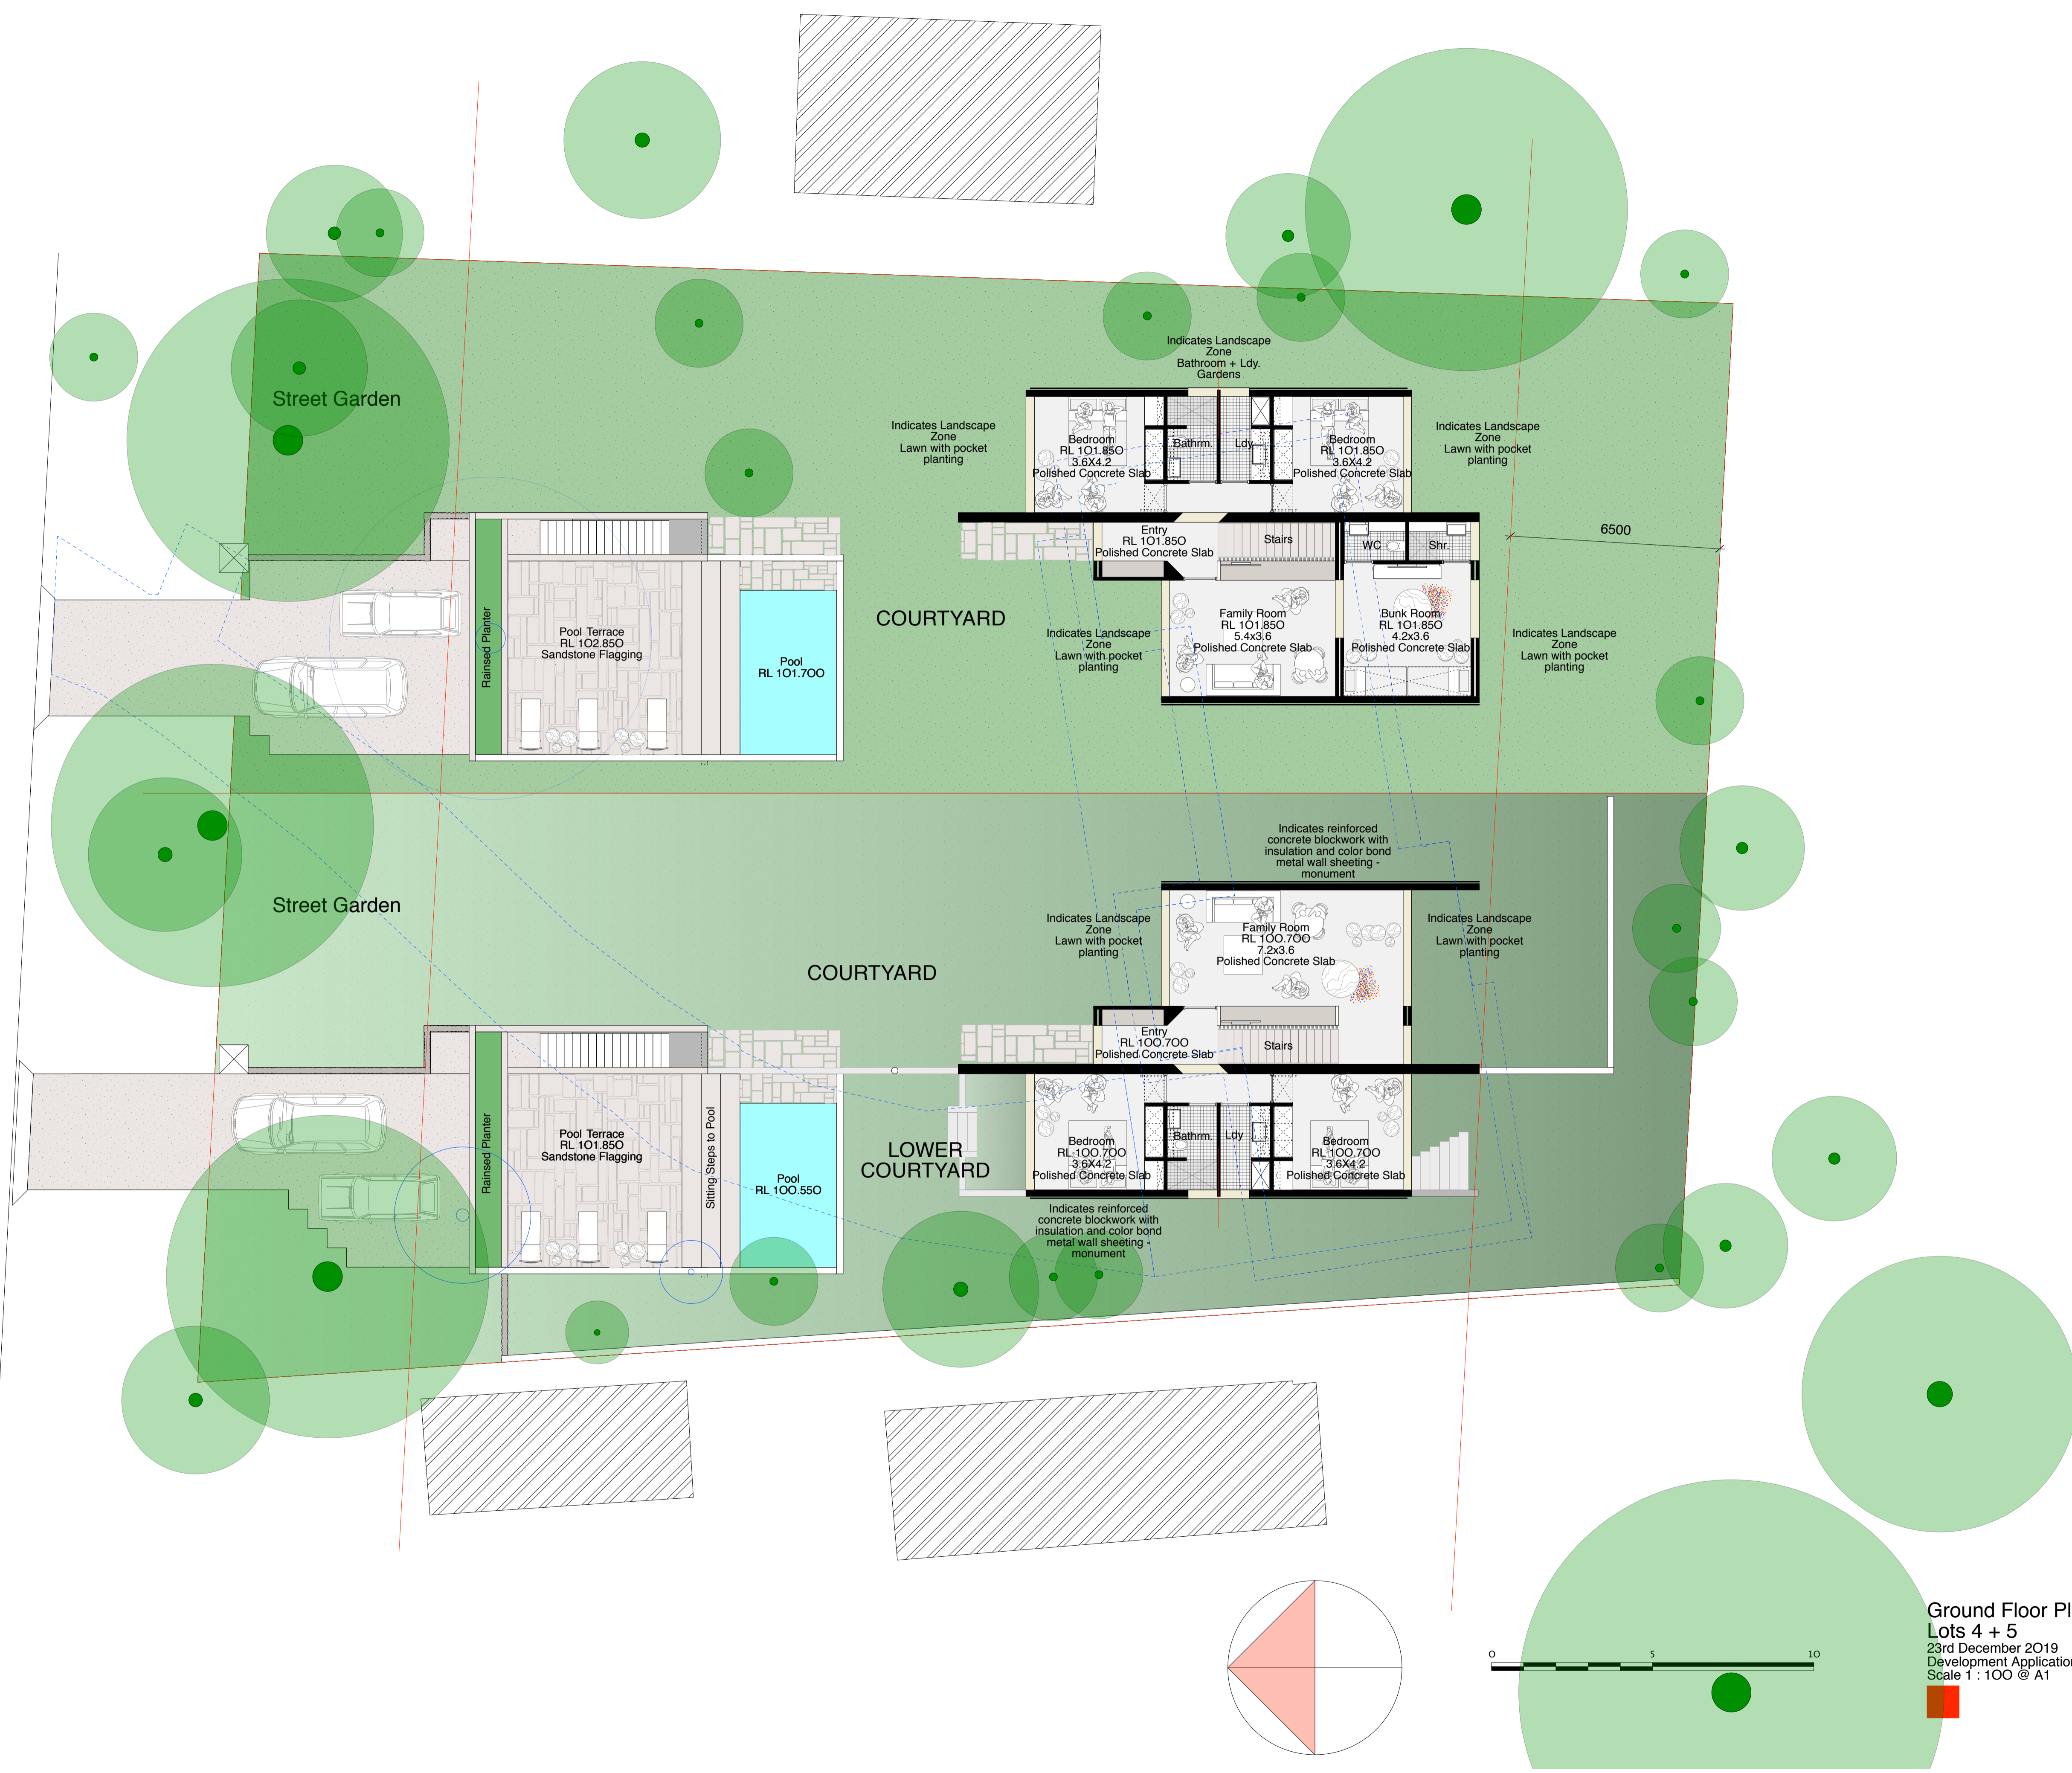 Indicates Landscape
Zone
Bathroom + Ldy.
Gardens
Street Garden
Indicates Landscape
Zone
Lawn with pocket
planting
Bedroom
RL 101.850
3.6X4.2
Polished Concrete Slab
Bathrm.
Ldy
Bedroom
RL 101.850
3.6X4.2
Polished Concrete Slab
Indicates Landscape
Zone
Lawn with pocket
planting
Entry
RL 101.850
Polished Concrete Slab
Stairs
WC
Shr.
6500
Rainsed Planter
Pool Terrace
RL 102.850
Sandstone Flagging
Pool
RL 101.700
COURTYARD
Indicates Landscape
Zone
Lawn with pocket
planting
Family Room
RL 101.850
5.4x3.6
Polished Concrete Slab
Bunk Room
RL 101.850
4.2x3.6
Polished Concrete Slab
Indicates Landscape
Zone
Lawn with pocket
planting
Indicates reinforced
concrete blockwork with
insulation and color bond
metal wall sheeting -
monument
Street Garden
COURTYARD
Indicates Landscape
Zone
Lawn with pocket
planting
Family Room
RL 100.700
7.2x3.6
Polished Concrete Slab
Indicates Landscape
Zone
Lawn with pocket
planting
Entry
RL 100.700
Polished Concrete Slab
Stairs
Rainsed Planter
Pool Terrace
RL 101.850
Sandstone Flagging
Sitting Steps to Pool
Pool
RL 100.550
LOWER
COURTYARD
Bedroom
RL 100.700
3.6X4.2
Polished Concrete Slab
Bathrm.
Ldy
Bedroom
RL 100.700
3.6X4.2
Polished Concrete Slab
Indicates reinforced
concrete blockwork with
insulation and color bond
metal wall sheeting -
monument
0 5 10
Ground Floor Pl
Lots 4 + 5
23rd December 2019
Development Application
Scale 1 : 100 @ A1